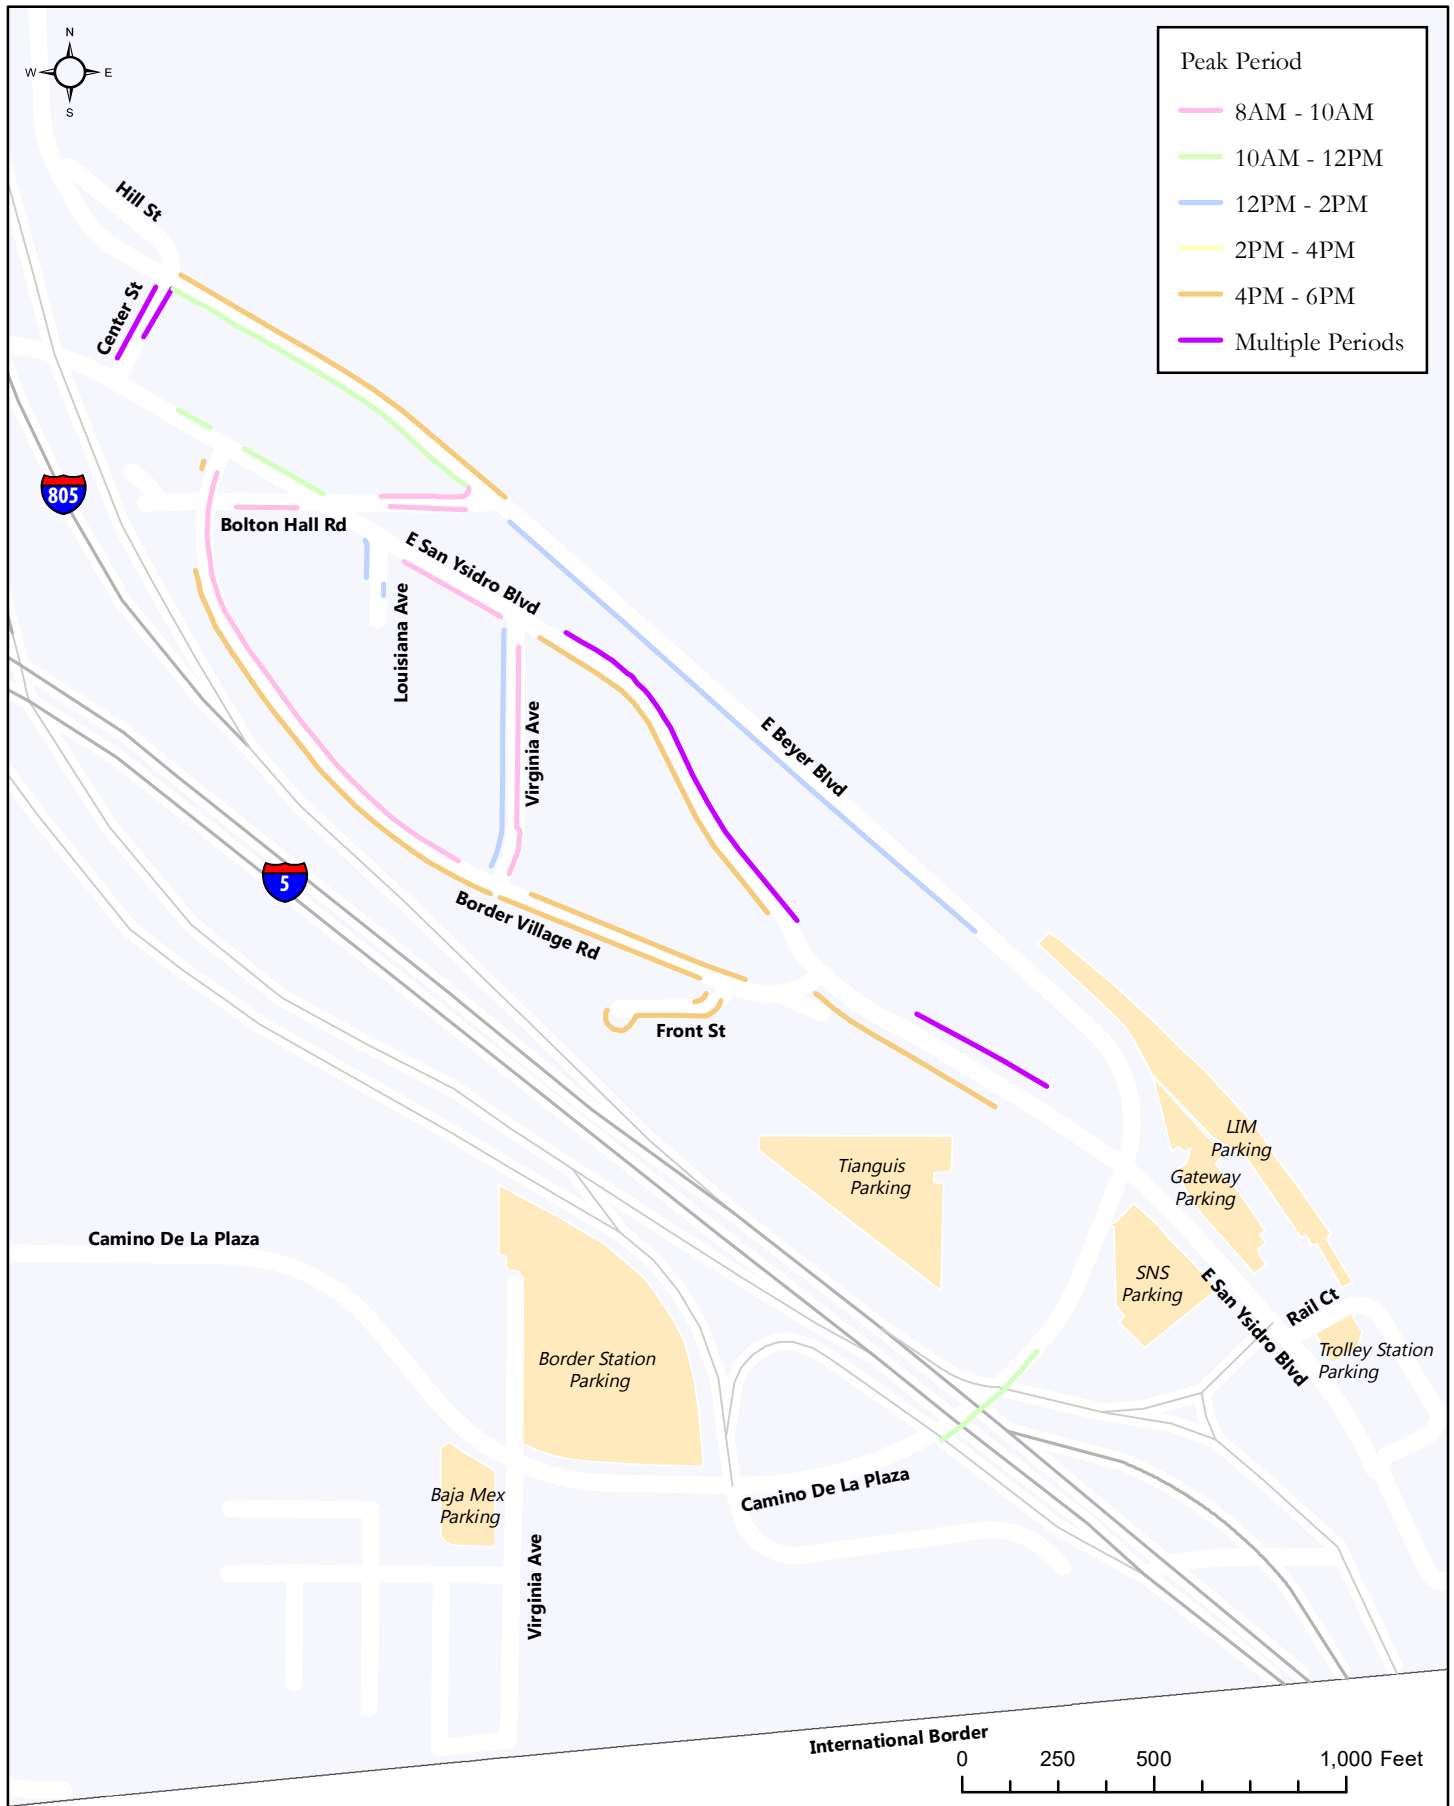 N
W E
S
Peak Period
8AM - 10AM
10AM - 12PM
12PM - 2PM
2PM - 4PM
4PM - 6PM
Multiple Periods
Hill St
Center St
805
Bolton Hall Rd
E San Ysidro Blvd
Louisiana Ave
Virginia Ave
E Beyer Blvd
5
Border Village Rd
Front St
LIM
Parking
Tianguis
Parking
Gateway
Parking
Camino De La Plaza
SNS
Parking
E San Ysidro Blvd
Rail Ct
Trolley Station
Parking
Border Station
Parking
Camino De La Plaza
Baja Mex
Parking
Virginia Ave
International Border
0 250 500 1,000 Feet